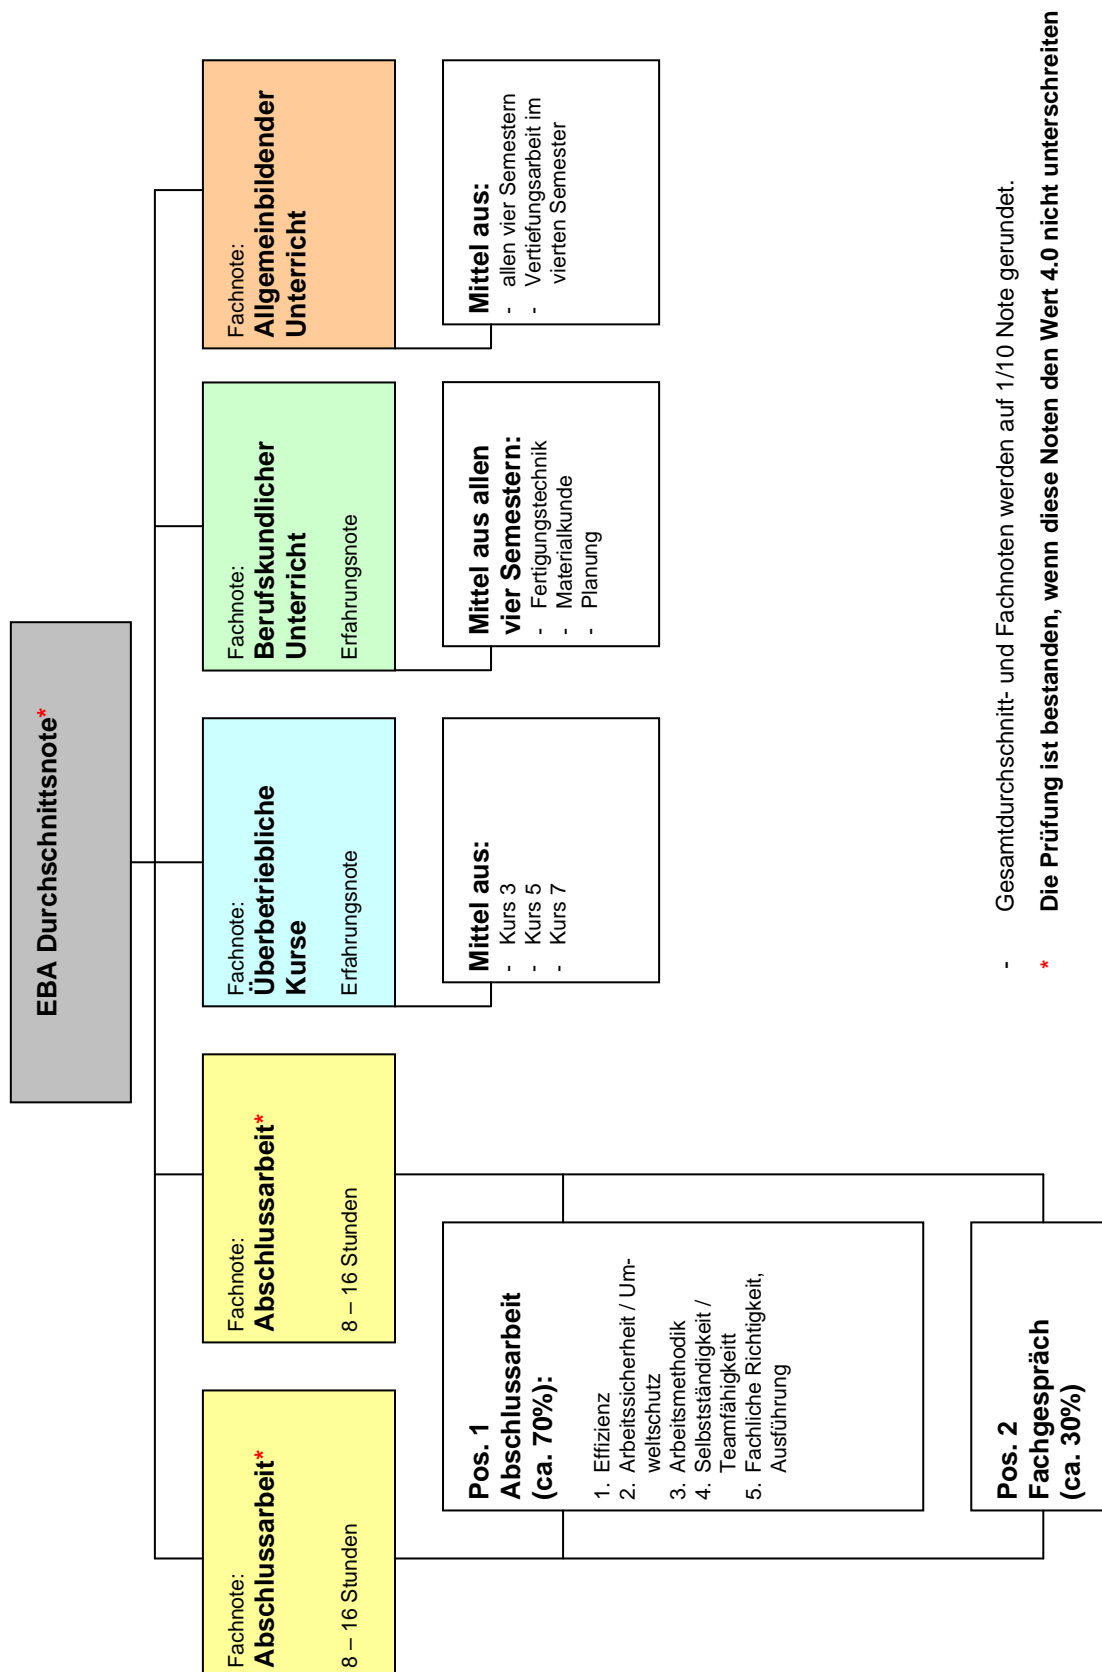 EBA Durchschnittsnote*
Fachnote:
Abschlussarbeit*
8 – 16 Stunden
Fachnote:
Abschlussarbeit*
8 – 16 Stunden
Fachnote:
Überbetriebliche
Kurse
Erfahrungsnote
Fachnote:
Berufskundlicher
Unterricht
Erfahrungsnote
Fachnote:
Allgemeinbildender
Unterricht
Pos. 1
Abschlussarbeit
(ca. 70%):
1. Effizienz
2. Arbeitssicherheit / Um-
weltschutz
3. Arbeitsmethodik
4. Selbstständigkeit /
Teamfähigkeitt
5. Fachliche Richtigkeit,
Ausführung
Mittel aus:
- Kurs 3
- Kurs 5
- Kurs 7
Mittel aus allen
vier Semestern:
- Fertigungstechnik
- Materialkunde
- Planung
Mittel aus:
- allen vier Semestern
- Vertiefungsarbeit im
vierten Semester
Pos. 2
Fachgespräch
(ca. 30%)
- Gesamtdurchschnitt- und Fachnoten werden auf 1/10 Note gerundet.
* Die Prüfung ist bestanden, wenn diese Noten den Wert 4.0 nicht unterschreiten